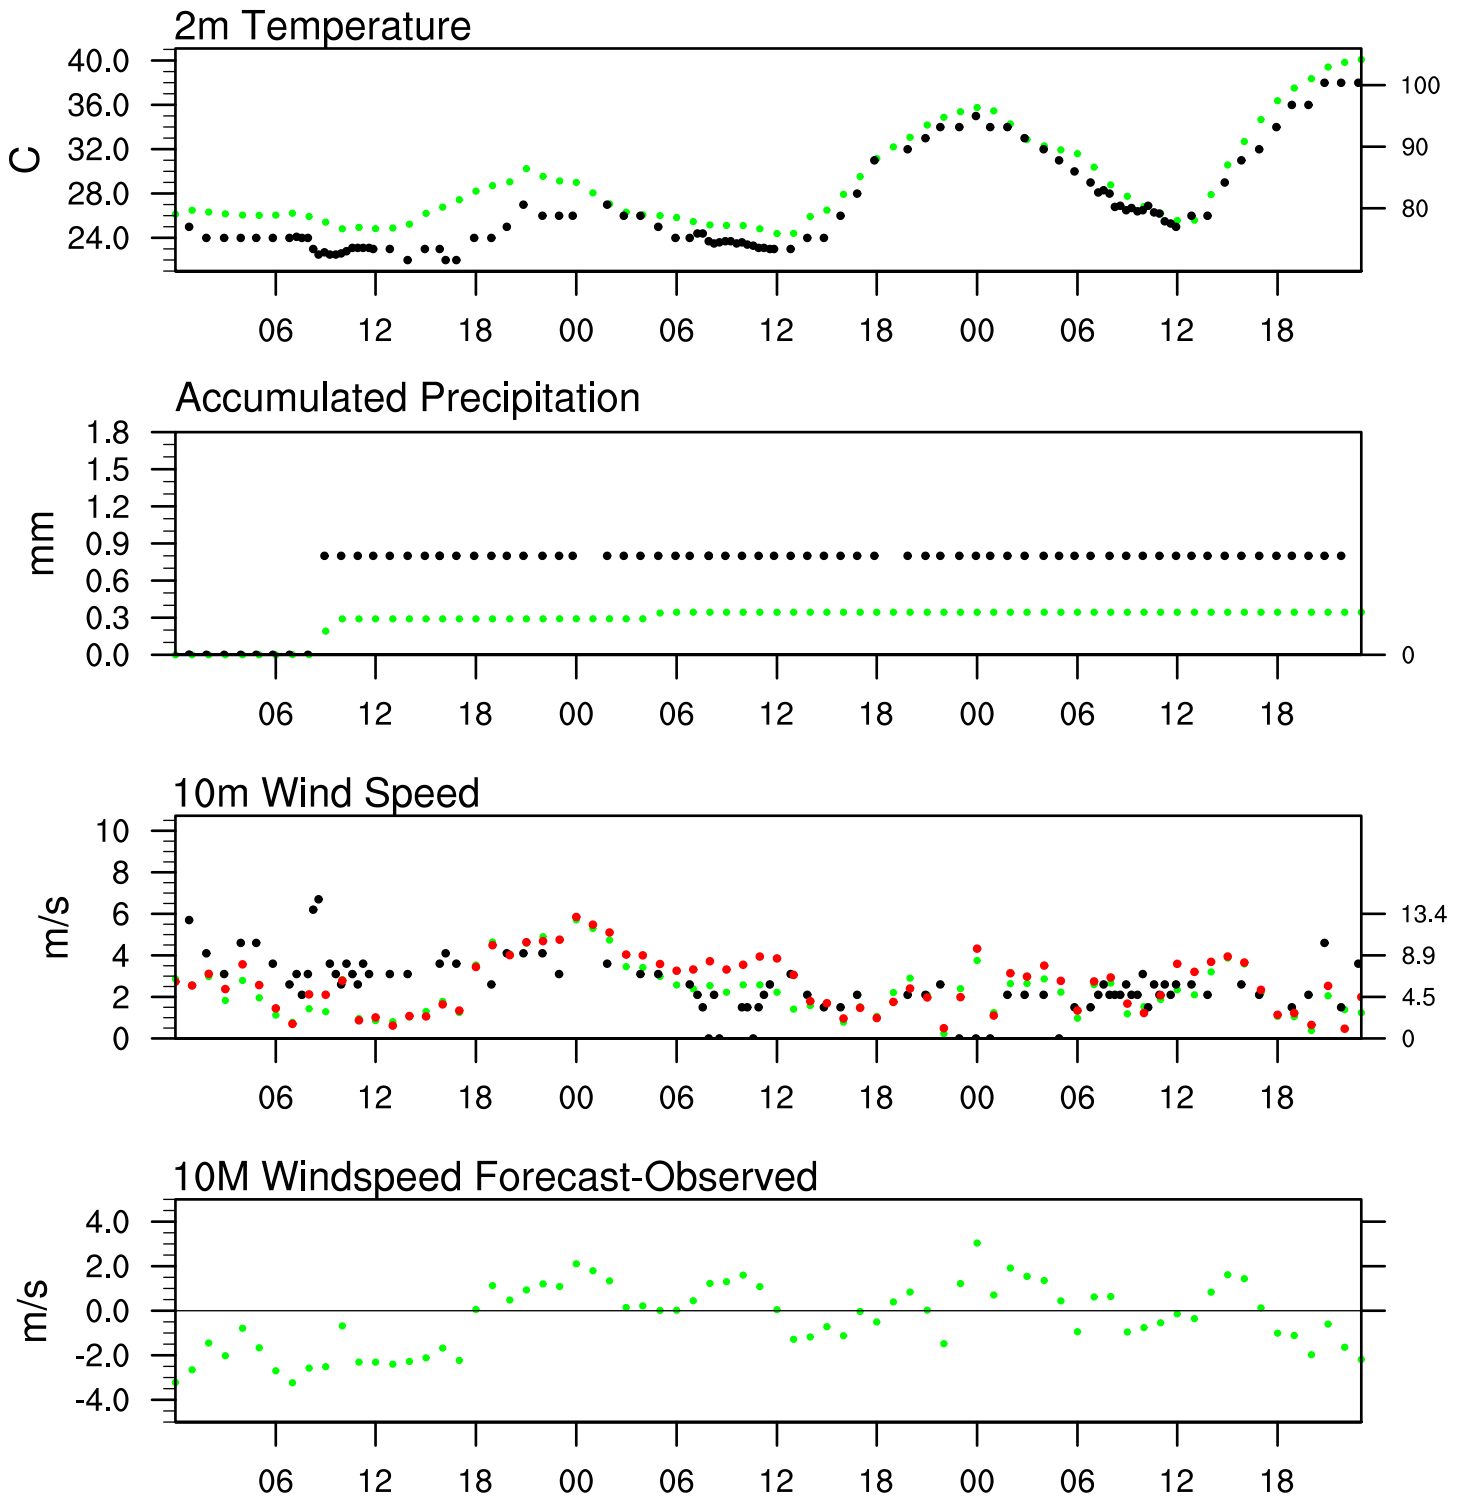 2m Temperature
40.0
36.0
32.0
28.0
24.0
C
100
90
80
06 12 18 00 06 12 18 00 06 12 18
Accumulated Precipitation
1.8
1.5
1.2
0.9
0.6
0.3
0.0
mm
0
06 12 18 00 06 12 18 00 06 12 18
10m Wind Speed
10
8
6
4
2
0
m/s
13.4
8.9
4.5
0
06 12 18 00 06 12 18 00 06 12 18
10M Windspeed Forecast-Observed
4.0
2.0
0.0
-2.0
-4.0
m/s
06 12 18 00 06 12 18 00 06 12 18